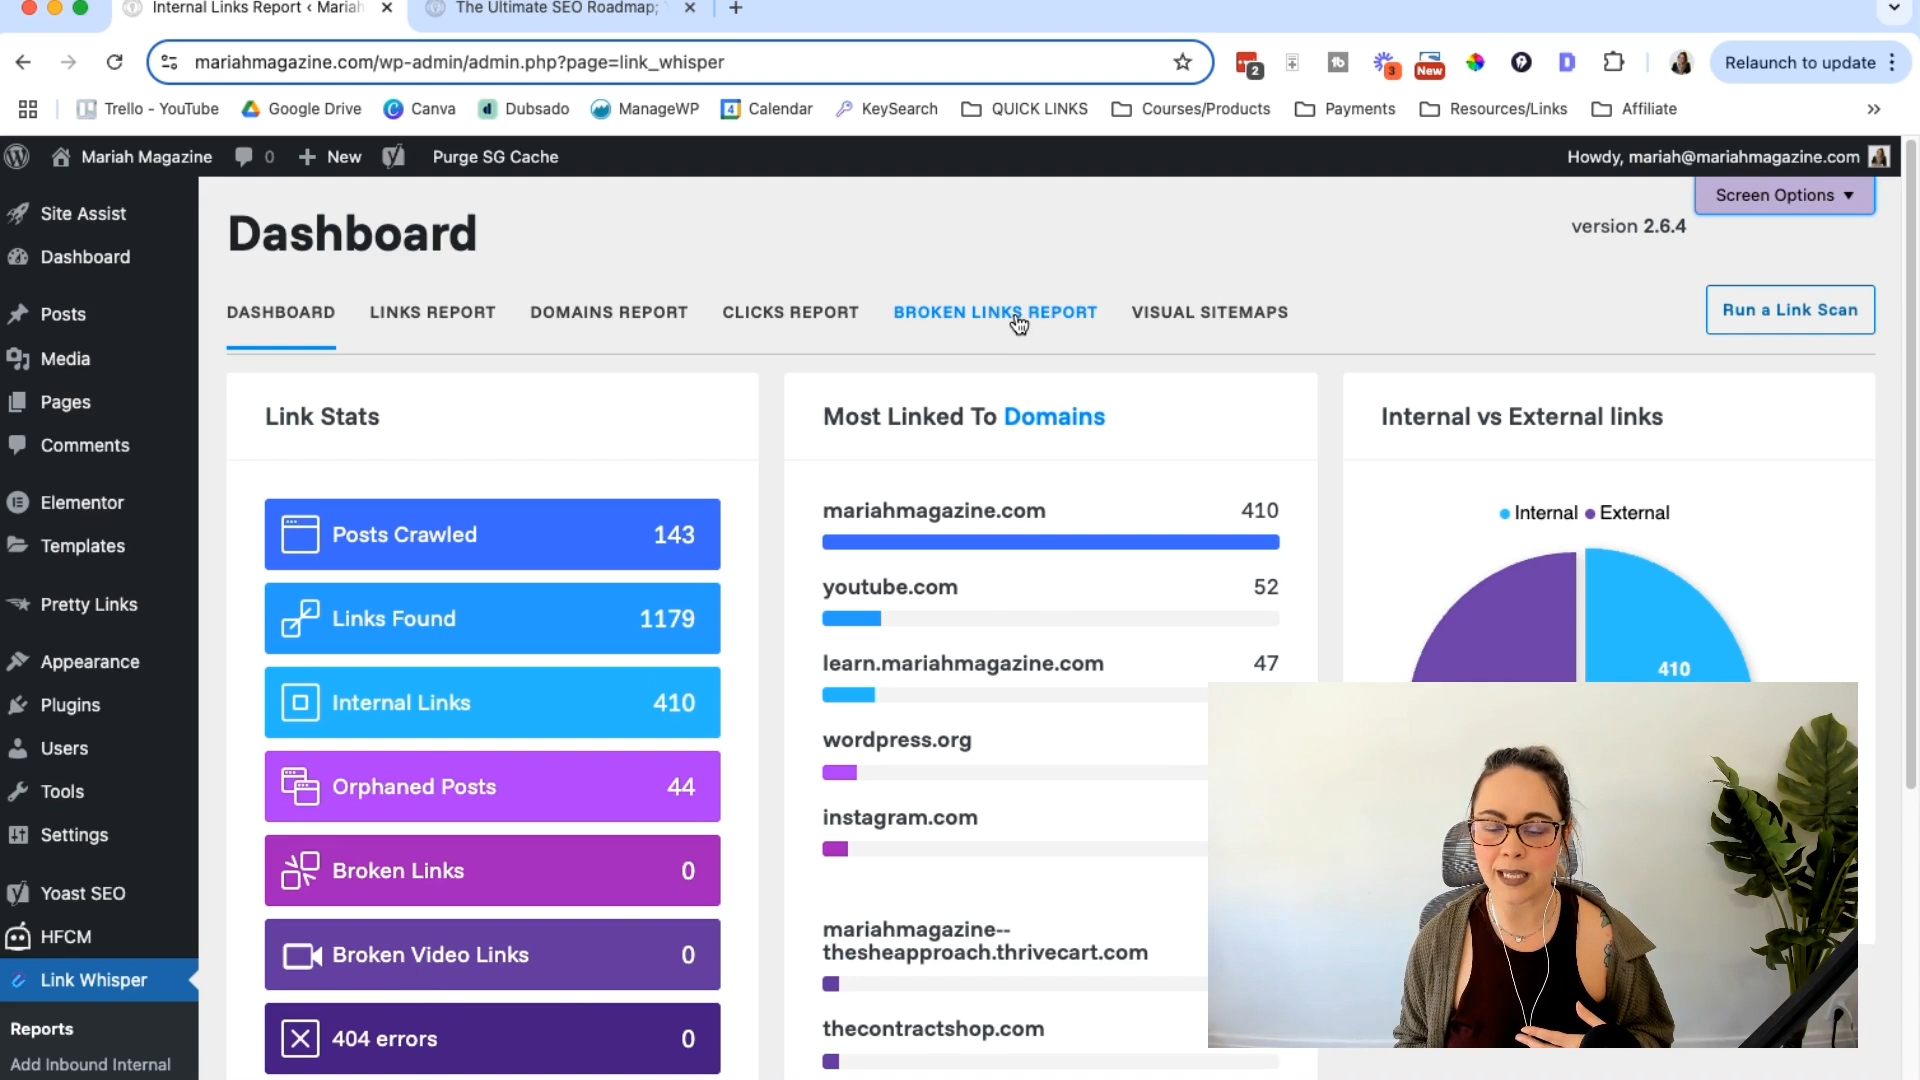 Internal Links Report ‹ Mariah
The Ultimate SEO Roadmap;
mariahmagazine.com/wp-admin/admin.php?page=link_whisper
2
3
New
Relaunch to update
Trello - YouTube
Google Drive
Canva
Dubsado
ManageWP
4
Calendar
KeySearch
QUICK LINKS
Courses/Products
Payments
Resources/Links
Affiliate
»
Mariah Magazine
0
New
Purge SG Cache
Howdy, mariah@mariahmagazine.com
Site Assist
Dashboard
Posts
Media
Pages
Comments
Elementor
Templates
Pretty Links
Appearance
Plugins
Users
Tools
Settings
Yoast SEO
HFCM
Link Whisper
Reports
Add Inbound Internal
Screen Options ▼
Dashboard
version 2.6.4
DASHBOARD
LINKS REPORT
DOMAINS REPORT
CLICKS REPORT
BROKEN LINKS REPORT
VISUAL SITEMAPS
Run a Link Scan
Link Stats
Posts Crawled 143
Links Found 1179
Internal Links 410
Orphaned Posts 44
Broken Links 0
Broken Video Links 0
404 errors 0
Most Linked To Domains
mariahmagazine.com 410
youtube.com 52
learn.mariahmagazine.com 47
wordpress.org
instagram.com
mariahmagazine--
thesheapproach.thrivecart.com
thecontractshop.com
Internal vs External links
Internal
External
410